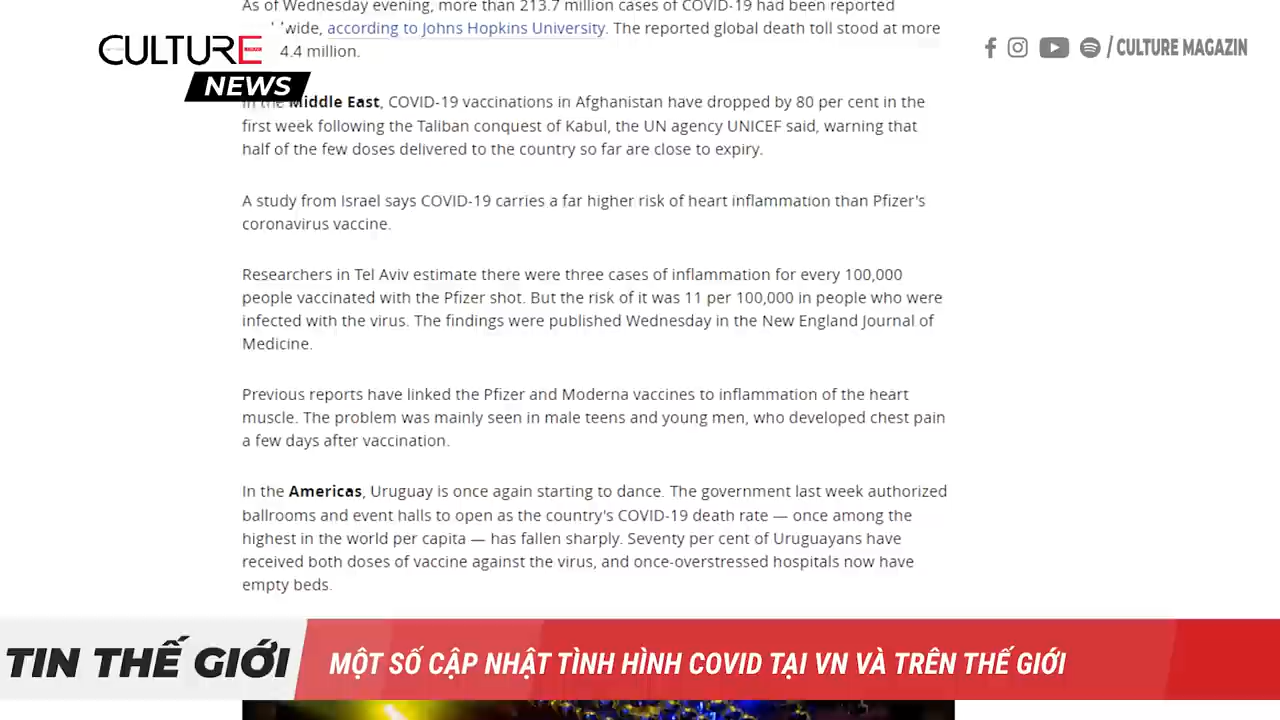 As of Wednesday evening, more than 213.7 million cases of COVID-19 had been reported
wide, according to Johns Hopkins University. The reported global death toll stood at more
4.4 million.
CULTURE
NEWS
/ CULTURE MAGAZIN
In the Middle East, COVID-19 vaccinations in Afghanistan have dropped by 80 per cent in the
first week following the Taliban conquest of Kabul, the UN agency UNICEF said, warning that
half of the few doses delivered to the country so far are close to expiry.
A study from Israel says COVID-19 carries a far higher risk of heart inflammation than Pfizer's
coronavirus vaccine.
Researchers in Tel Aviv estimate there were three cases of inflammation for every 100,000
people vaccinated with the Pfizer shot. But the risk of it was 11 per 100,000 in people who were
infected with the virus. The findings were published Wednesday in the New England Journal of
Medicine.
Previous reports have linked the Pfizer and Moderna vaccines to inflammation of the heart
muscle. The problem was mainly seen in male teens and young men, who developed chest pain
a few days after vaccination.
In the Americas, Uruguay is once again starting to dance. The government last week authorized
ballrooms and event halls to open as the country's COVID-19 death rate — once among the
highest in the world per capita — has fallen sharply. Seventy per cent of Uruguayans have
received both doses of vaccine against the virus, and once-overstressed hospitals now have
empty beds.
TIN THẾ GIỚI
MỘT SỐ CẬP NHẬT TÌNH HÌNH COVID TẠI VN VÀ TRÊN THẾ GIỚI